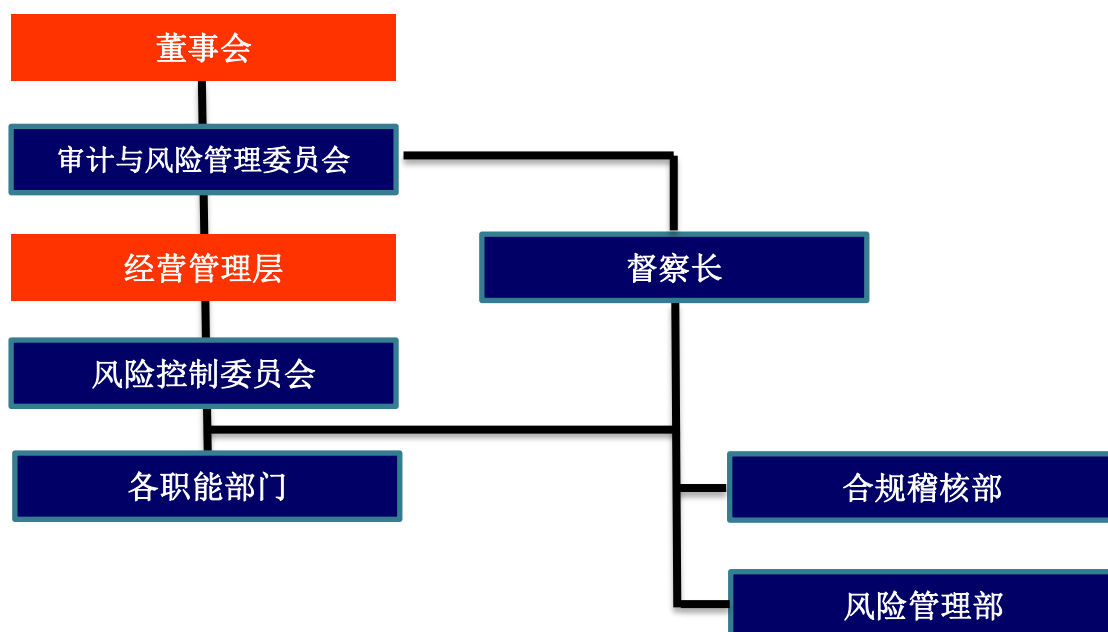 董事会
审计与风险管理委员会
经营管理层
督察长
风险控制委员会
各职能部门
合规稽核部
风险管理部